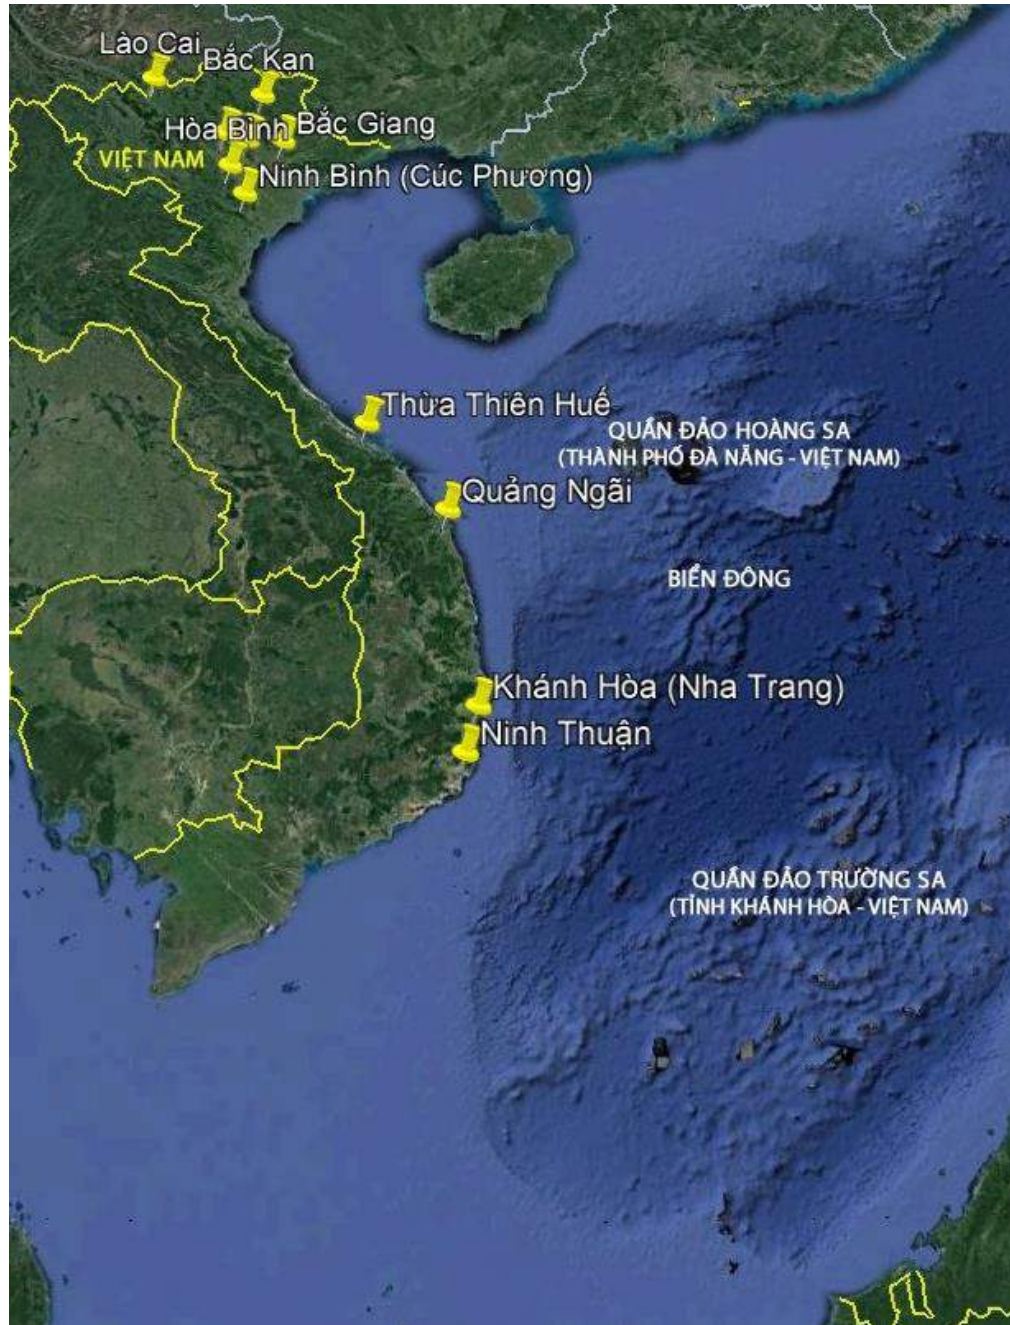 Lào Cai
Bắc Kan
Hòa Bình
Bắc Giang
VIỆT NAM
Ninh Bình (Cúc Phương)
Thừa Thiên Huế
QUẦN ĐẢO HOÀNG SA
(THÀNH PHỐ ĐÀ NẴNG - VIỆT NAM)
Quảng Ngãi
BIỂN ĐÔNG
Khánh Hòa (Nha Trang)
Ninh Thuận
QUẦN ĐẢO TRƯỜNG SA
(TỈNH KHÁNH HÒA - VIỆT NAM)